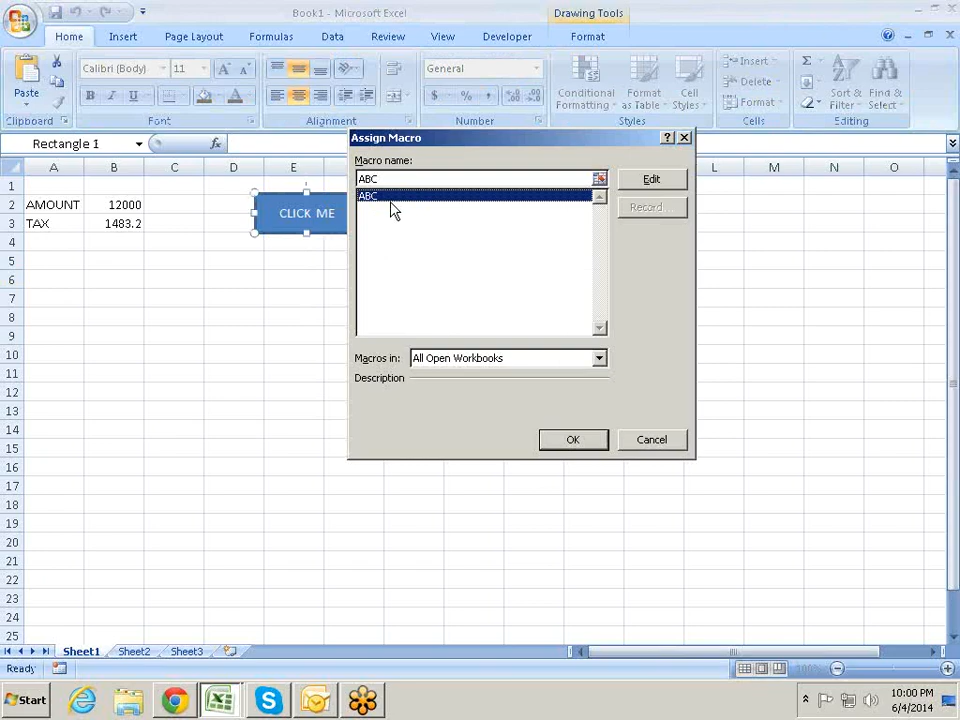 Book1 - Microsoft Excel
Drawing Tools
Home
Insert
Page Layout
Formulas
Data
Review
View
Developer
Format
Paste
Clipboard
Calibri (Body)
11
Font
Alignment
General
Number
Conditional
Formatting
Format
as Table
Cell
Styles
Styles
Insert
Delete
Format
Cells
Sort &
Filter
Find &
Select
Editing
Rectangle 1
fx
A B C D E L M N O
1
2 AMOUNT 12000
3 TAX 1483.2
4
5
6
7
8
9
10
11
12
13
14
15
16
17
18
19
20
21
22
23
24
25
CLICK ME
Assign Macro
Macro name:
ABC
ABC
Edit
Record...
Macros in:
All Open Workbooks
Description
OK
Cancel
Sheet1
Sheet2
Sheet3
Ready
100%
Start
10:00 PM
6/4/2014